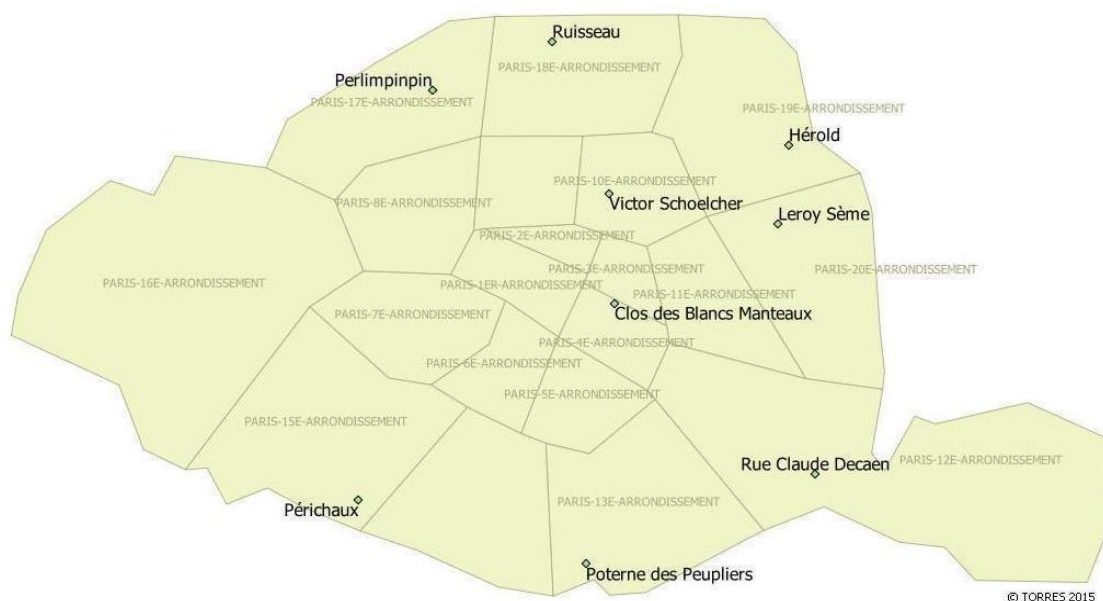 Ruisseau
PARIS-18E-ARRONDISSEMENT
Perlimpinpin
PARIS-17E-ARRONDISSEMENT
PARIS-19E-ARRONDISSEMENT
Hérold
PARIS-10E-ARRONDISSEMENT
PARIS-8E-ARRONDISSEMENT
Victor Schoelcher
Leroy Sème
PARIS-2E-ARRONDISSEMENT
PARIS-3E-ARRONDISSEMENT
PARIS-20E-ARRONDISSEMENT
PARIS-16E-ARRONDISSEMENT
PARIS-1ER-ARRONDISSEMENT
PARIS-11E-ARRONDISSEMENT
PARIS-7E-ARRONDISSEMENT
Clos des Blancs Manteaux
PARIS-4E-ARRONDISSEMENT
PARIS-6E-ARRONDISSEMENT
PARIS-5E-ARRONDISSEMENT
PARIS-15E-ARRONDISSEMENT
Rue Claude Decaen
PARIS-12E-ARRONDISSEMENT
PARIS-13E-ARRONDISSEMENT
Périchaux
Poterne des Peupliers
© TORRES 2015